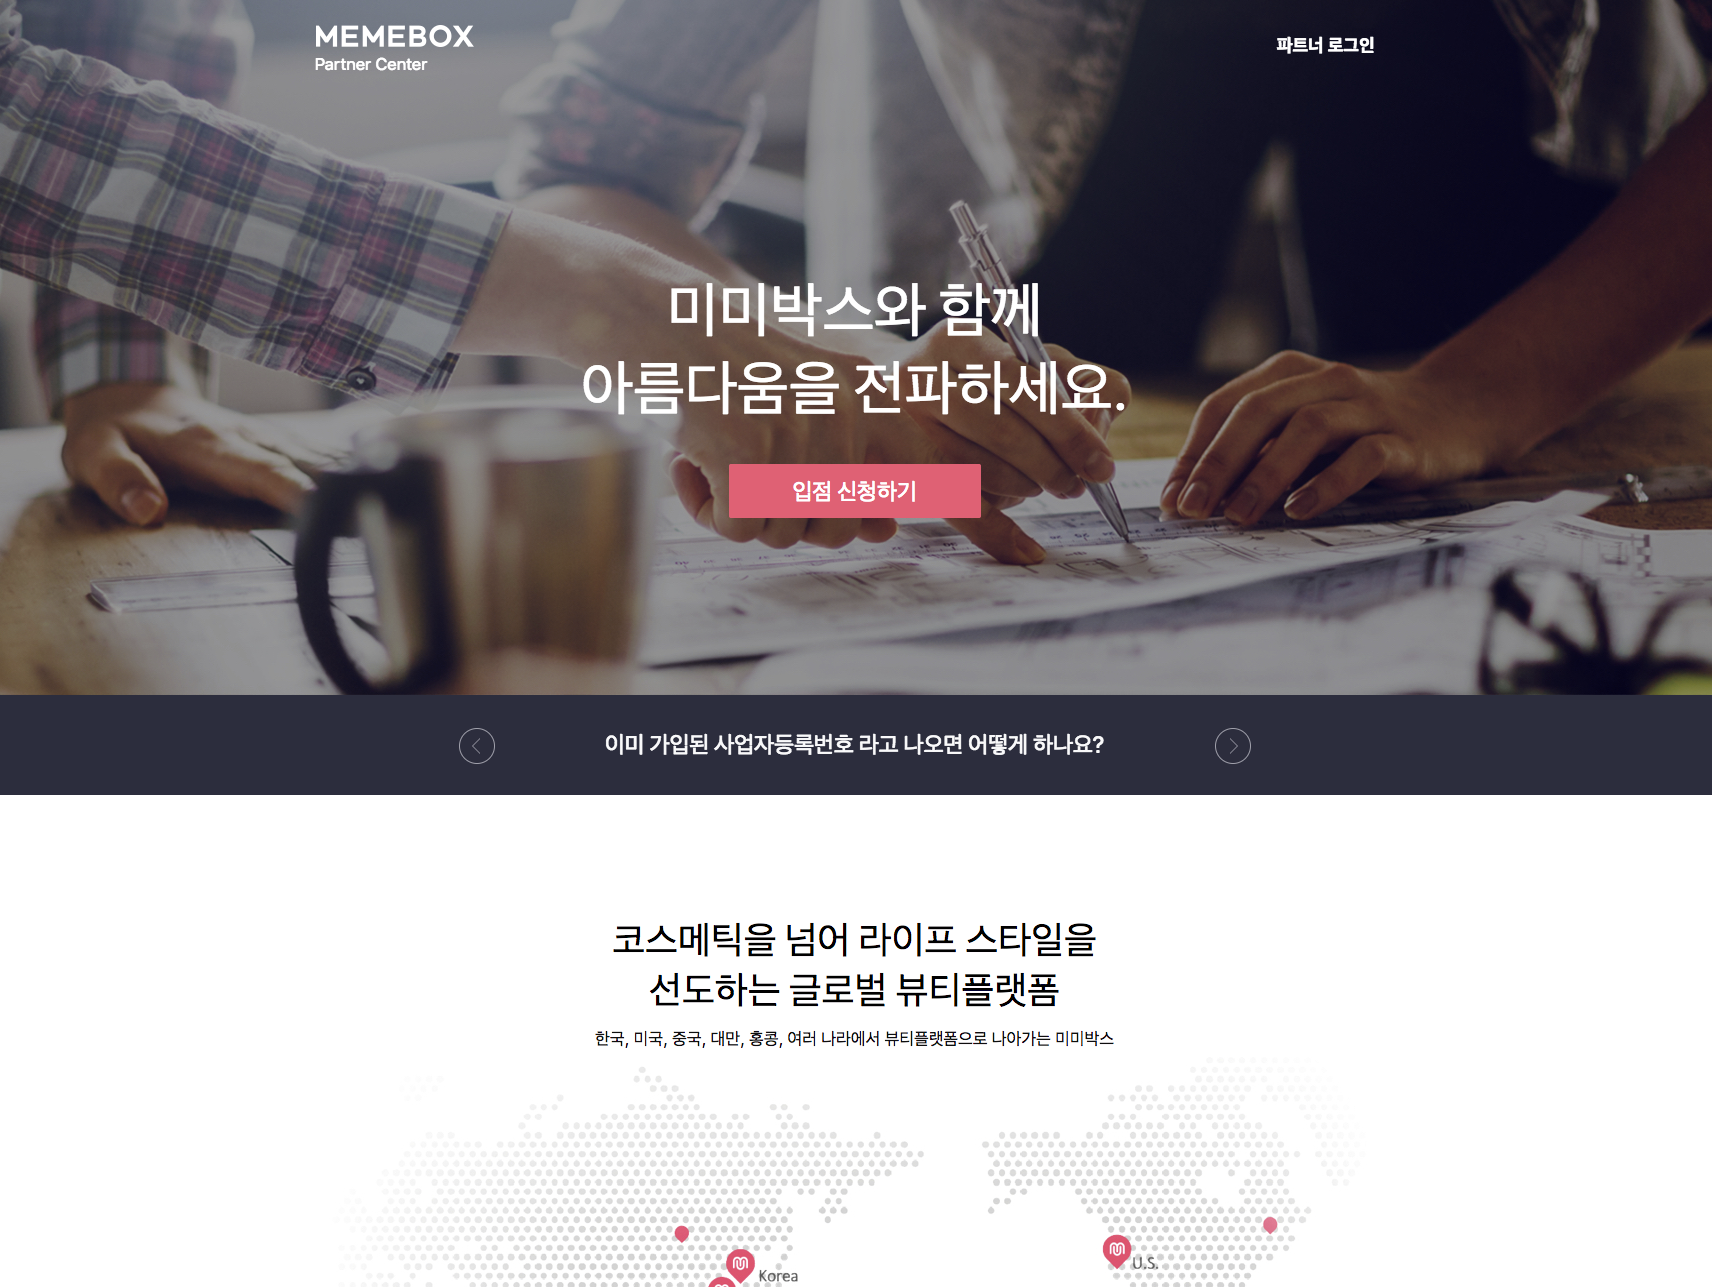 MEMEBOX
Partner Center
파트너 로그인
미미박스와 함께
아름다움을 전파하세요.
입점 신청하기
이미 가입된 사업자등록번호 라고 나오면 어떻게 하나요?
코스메틱을 넘어 라이프 스타일을
선도하는 글로벌 뷰티플랫폼
한국, 미국, 중국, 대만, 홍콩, 여러 나라에서 뷰티플랫폼으로 나아가는 미미박스
U.S.
Korea